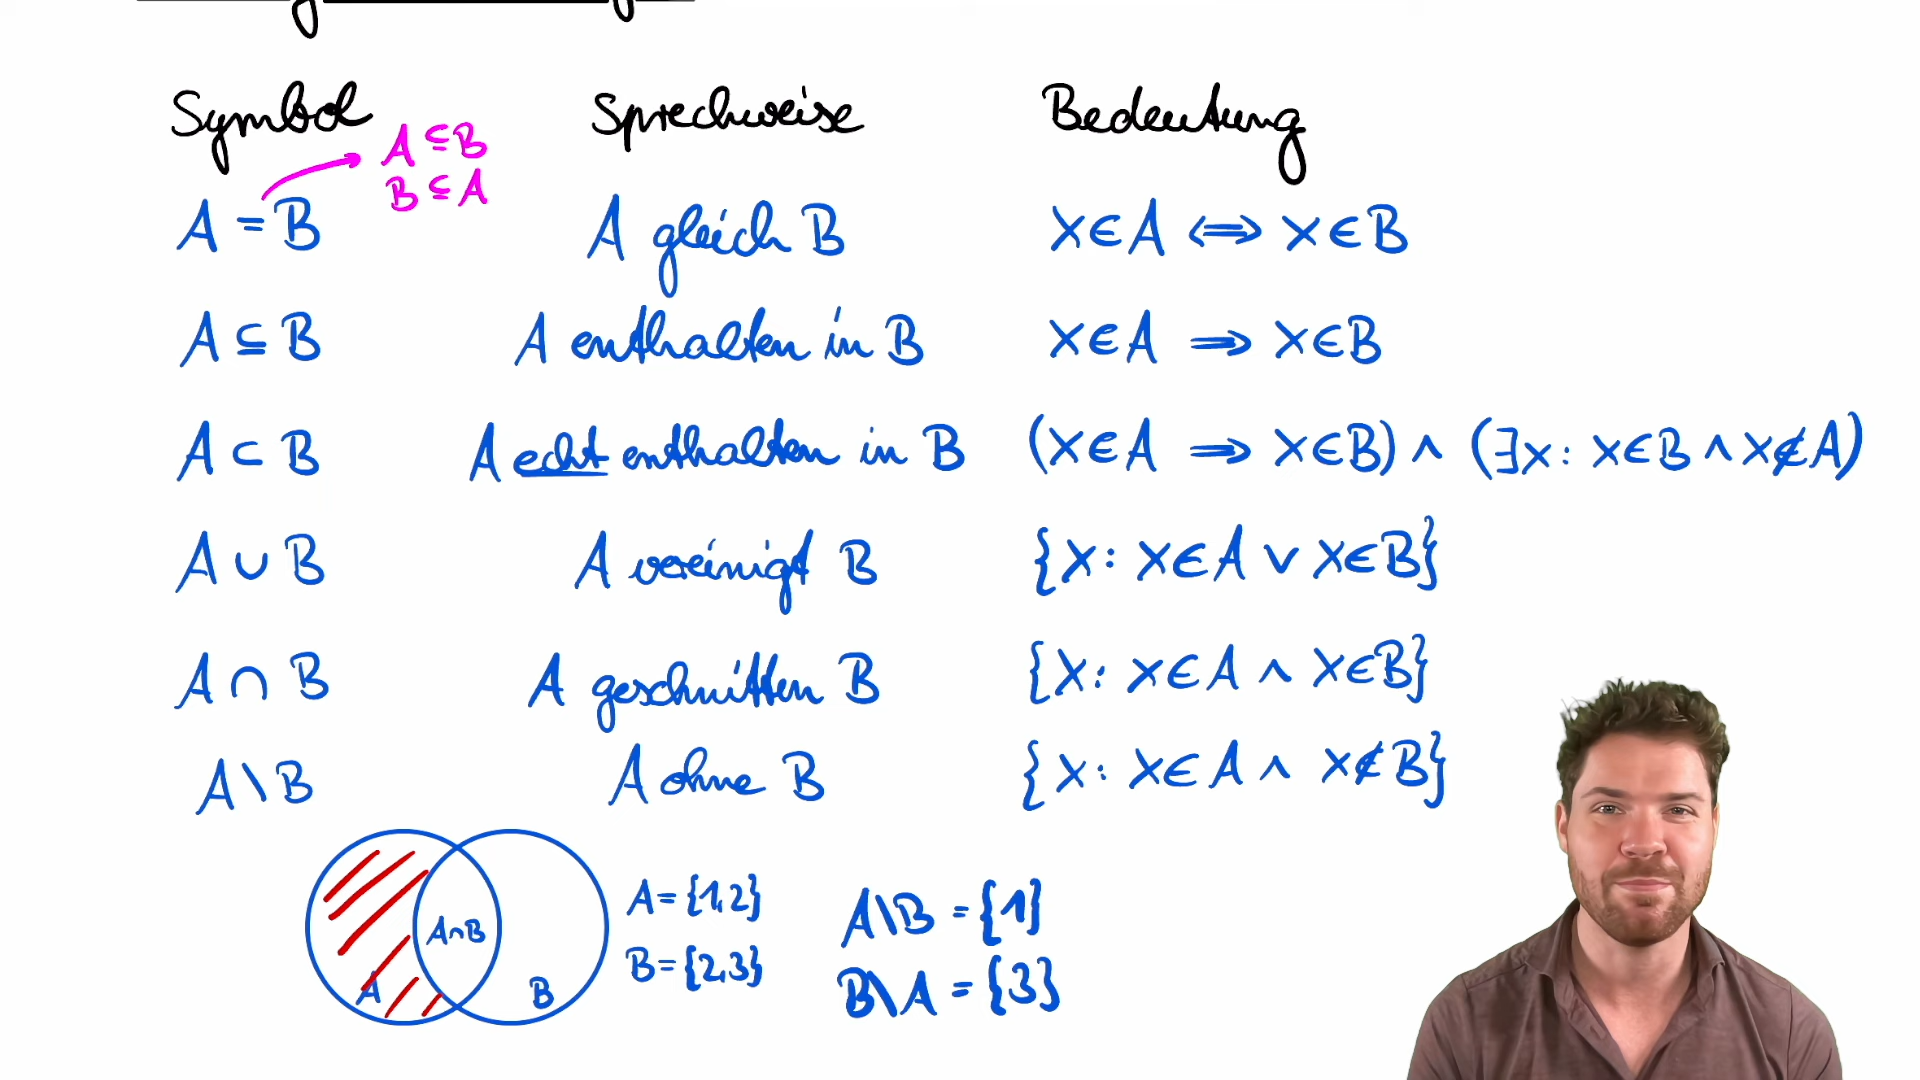 Symbol Sprechweise Bedeutung
A ⊆ B
B ⊆ A
A = B A gleich B x∈A ⟺ x∈B
A ⊆ B A enthalten in B x∈A ⟹ x∈B
A ⊂ B A echt enthalten in B (x∈A ⟹ x∈B) ∧ (∃x: x∈B ∧ x∉A)
A ∪ B A vereinigt B {x: x∈A ∨ x∈B}
A ∩ B A geschnitten B {x: x∈A ∧ x∈B}
A \ B A ohne B {x: x∈A ∧ x∉B}
A∩B
A B
A = {1,2} A\B = {1}
B = {2,3} B\A = {3}